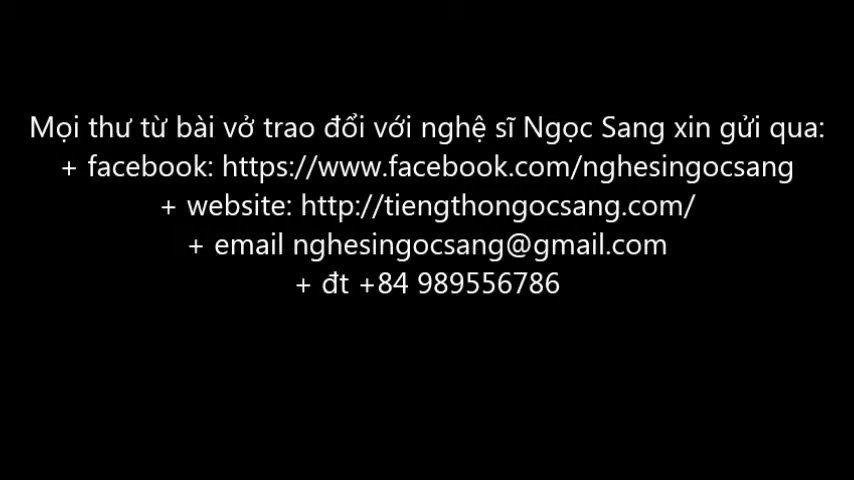 Mọi thư từ bài vở trao đổi với nghệ sĩ Ngọc Sang xin gửi qua:
+ facebook: https://www.facebook.com/nghesingocsang
+ website: http://tiengthongocsang.com/
+ email nghesingocsang@gmail.com
+ đt +84 989556786